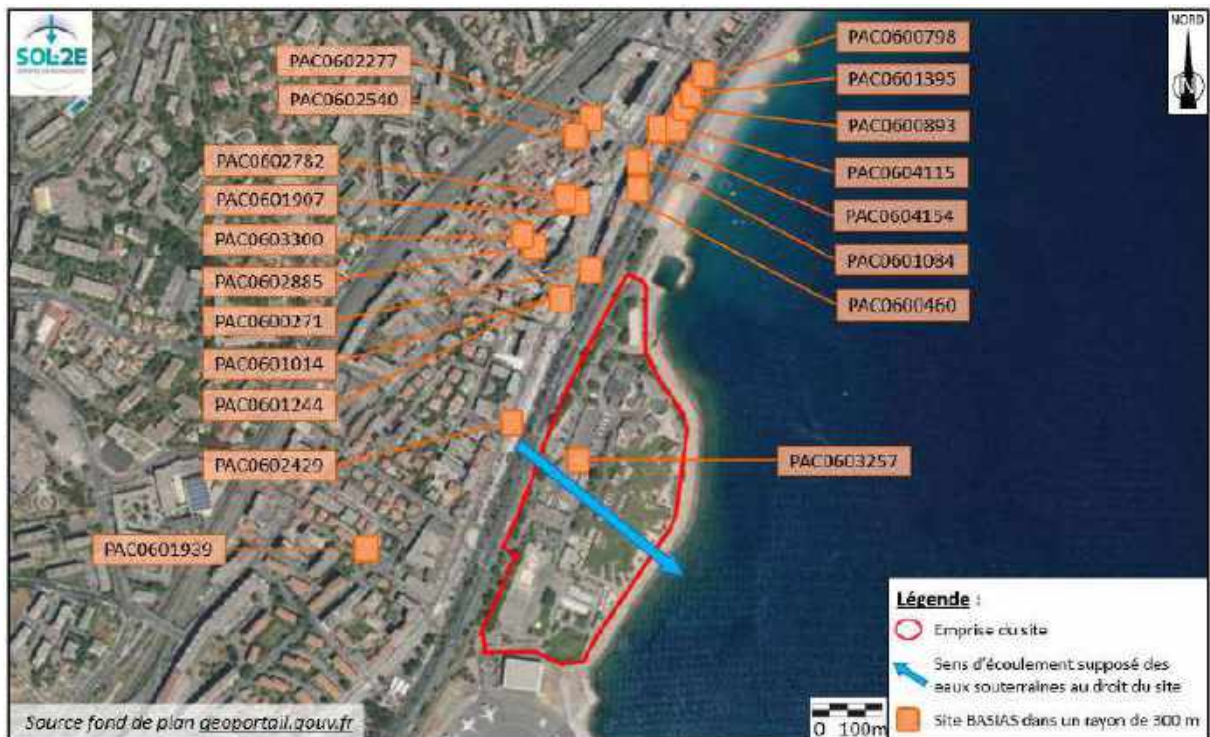 SOL:2E
NORD
N
PAC0602277
PAC0602540
PAC0602782
PAC0601907
PAC0603300
PAC0602885
PAC0600271
PAC0601014
PAC0601244
PAC0602429
PAC0601939
PAC0600798
PAC0601395
PAC0600893
PAC0604115
PAC0604154
PAC0601084
PAC0600460
PAC0603257
Légende :
Emprise du site
Sens d'écoulement supposé des
eaux souterraines au droit du site
Site BASIAS dans un rayon de 300 m
0 100m
Source fond de plan geoportail.gouv.fr